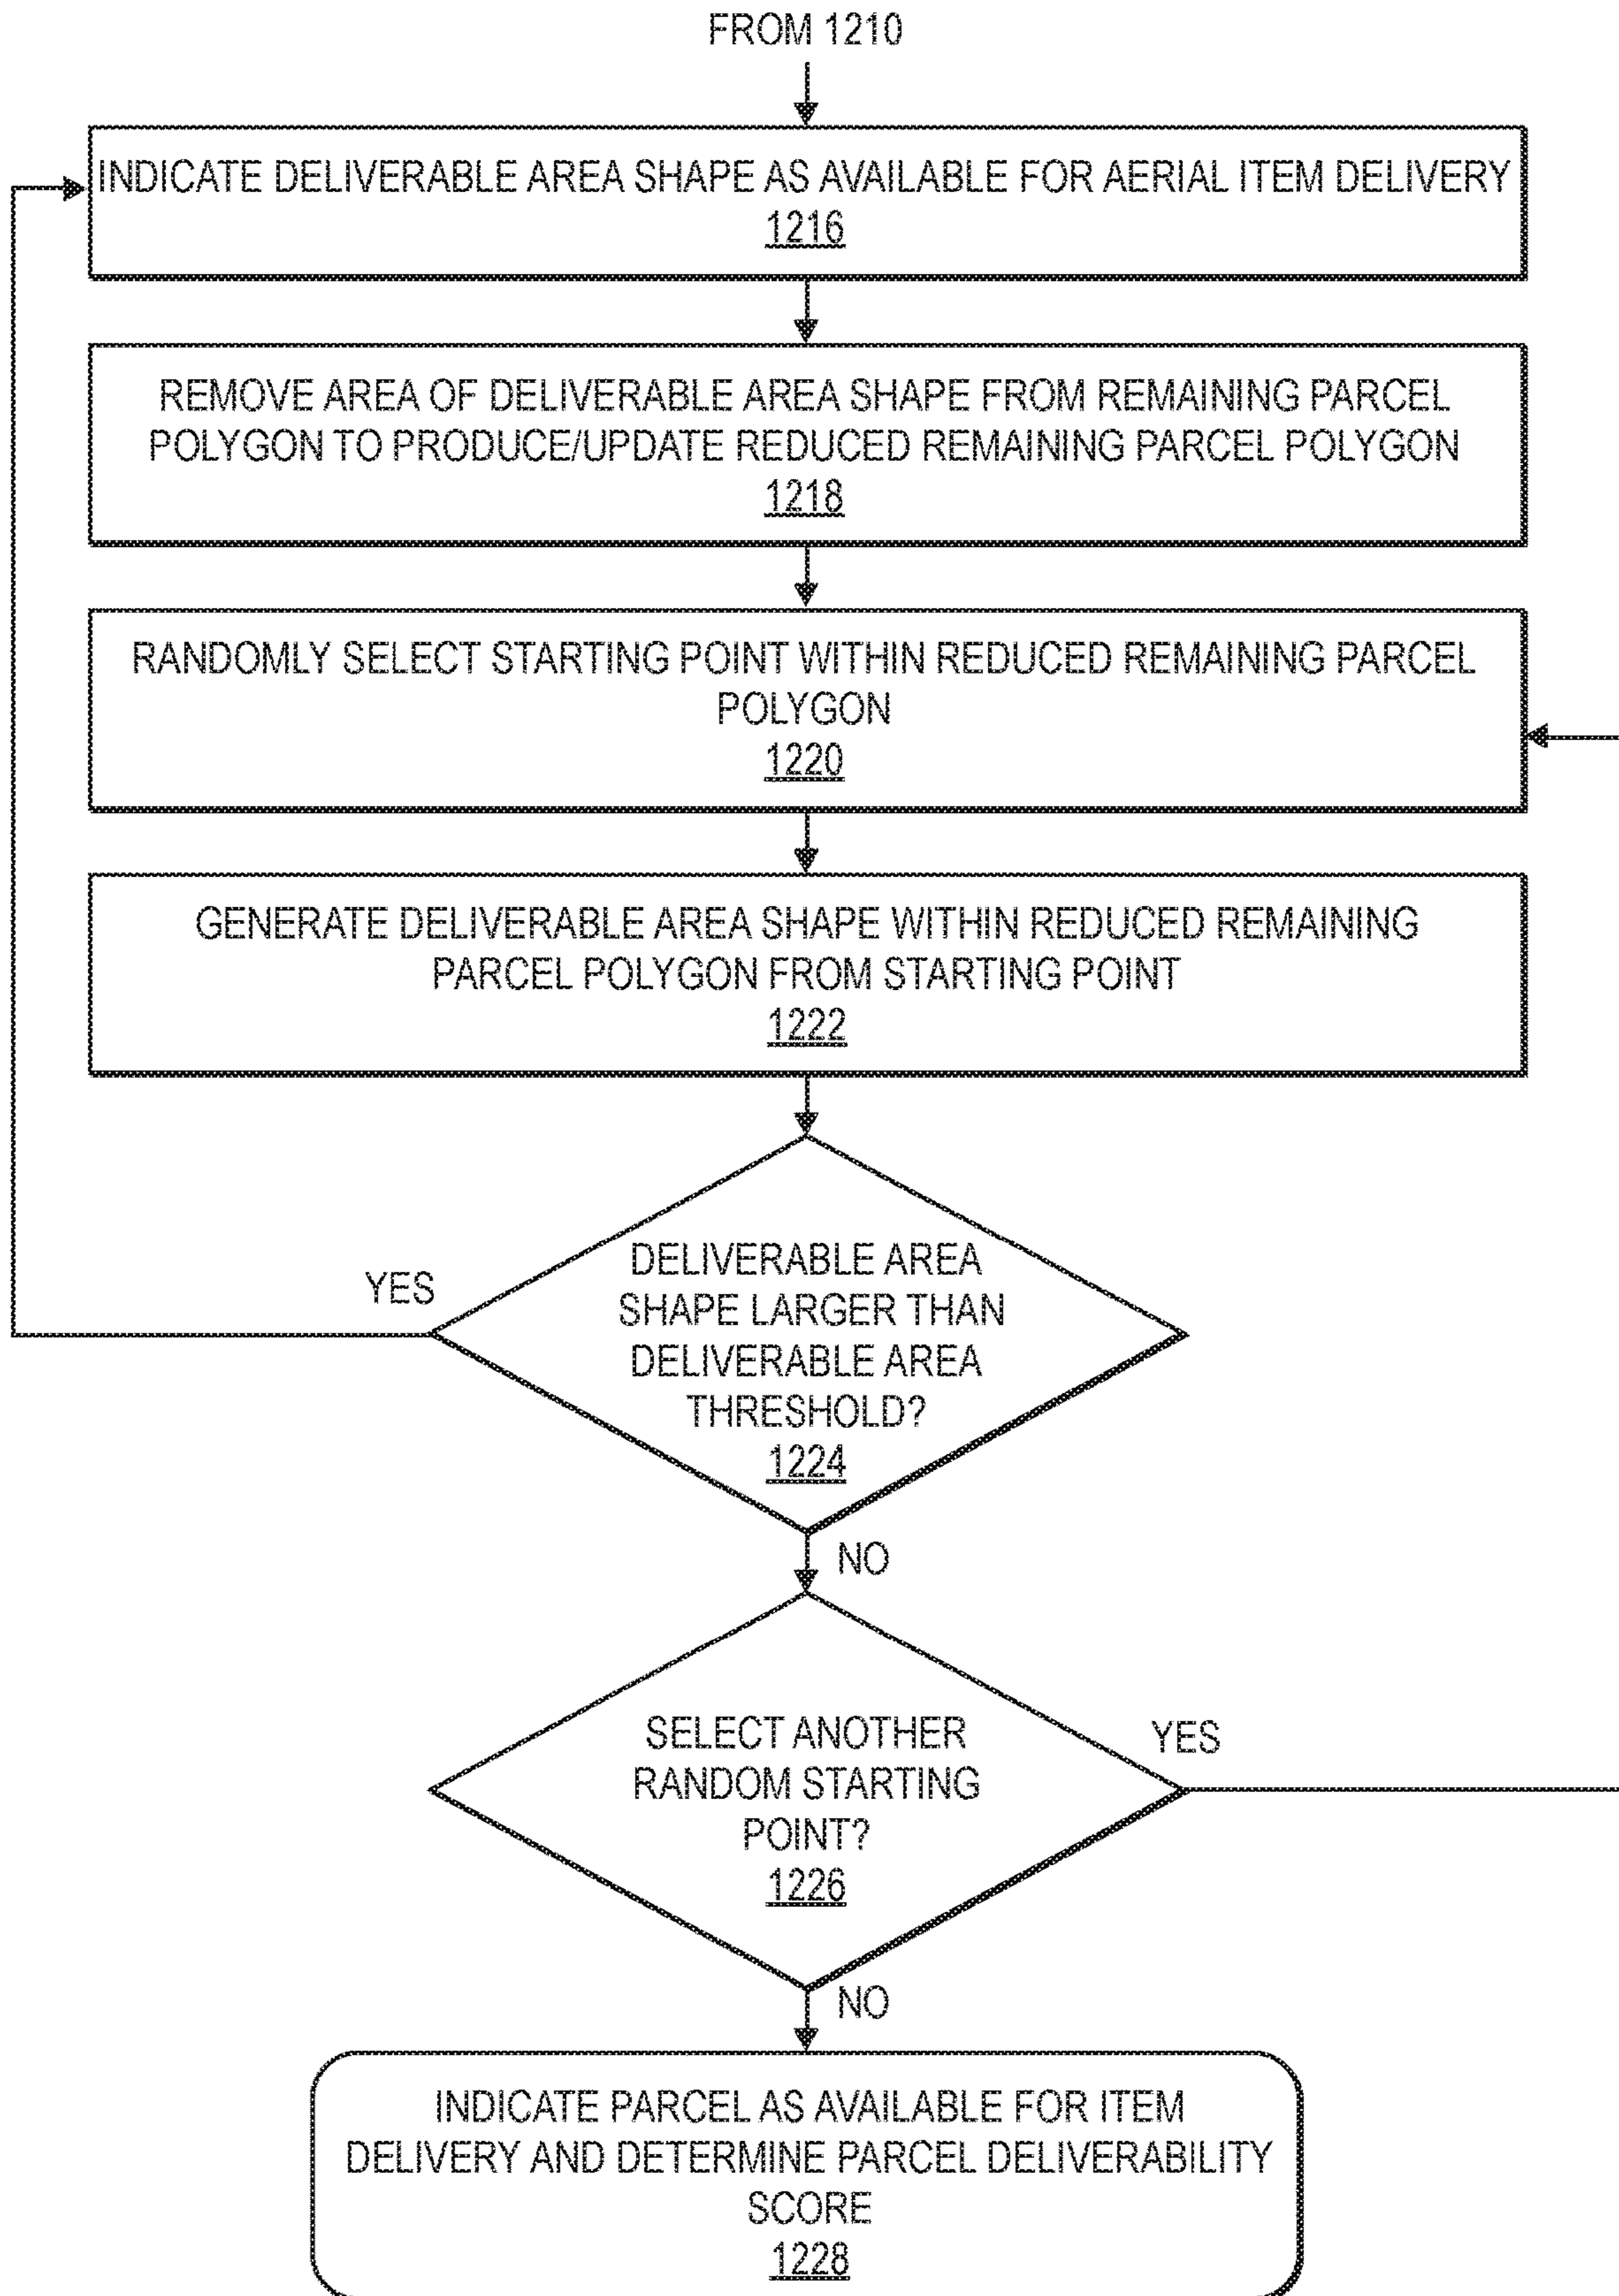 FROM 1210
INDICATE DELIVERABLE AREA SHAPE AS AVAILABLE FOR AERIAL ITEM DELIVERY
1216
REMOVE AREA OF DELIVERABLE AREA SHAPE FROM REMAINING PARCEL
POLYGON TO PRODUCE/UPDATE REDUCED REMAINING PARCEL POLYGON
1218
RANDOMLY SELECT STARTING POINT WITHIN REDUCED REMAINING PARCEL
POLYGON
1220
GENERATE DELIVERABLE AREA SHAPE WITHIN REDUCED REMAINING
PARCEL POLYGON FROM STARTING POINT
1222
DELIVERABLE AREA
YES
SHAPE LARGER THAN
DELIVERABLE AREA
THRESHOLD?
1224
NO
SELECT ANOTHER
YES
RANDOM STARTING
POINT?
1226
NO
INDICATE PARCEL AS AVAILABLE FOR ITEM
DELIVERY AND DETERMINE PARCEL DELIVERABILITY
SCORE
1228